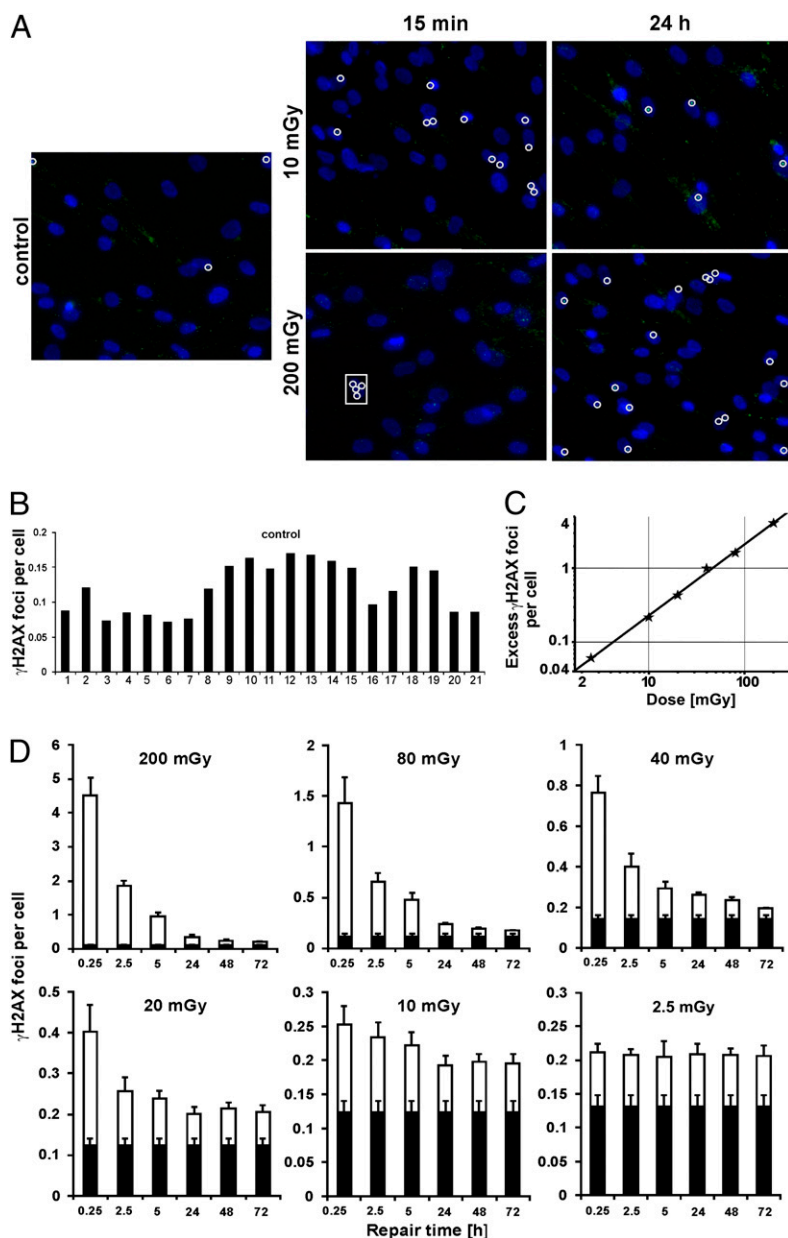 A
15 min
24 h
control
10 mGy
200 mGy
B
γH2AX foci per cell
control
0.2
0.15
0.1
0.05
0
1 2 3 4 5 6 7 8 9 10 11 12 13 14 15 16 17 18 19 20 21
C
Excess γH2AX foci
per cell
4
1
0.1
0.04
2 10 100
Dose [mGy]
D
γH2AX foci per cell
200 mGy
6
5
4
3
2
1
0
0.25 2.5 5 24 48 72
80 mGy
2
1.5
1
0.5
0
0.25 2.5 5 24 48 72
40 mGy
1
0.8
0.6
0.4
0.2
0
0.25 2.5 5 24 48 72
20 mGy
0.5
0.4
0.3
0.2
0.1
0
0.25 2.5 5 24 48 72
10 mGy
0.3
0.25
0.2
0.15
0.1
0.05
0
0.25 2.5 5 24 48 72
2.5 mGy
0.3
0.25
0.2
0.15
0.1
0.05
0
0.25 2.5 5 24 48 72
Repair time [h]